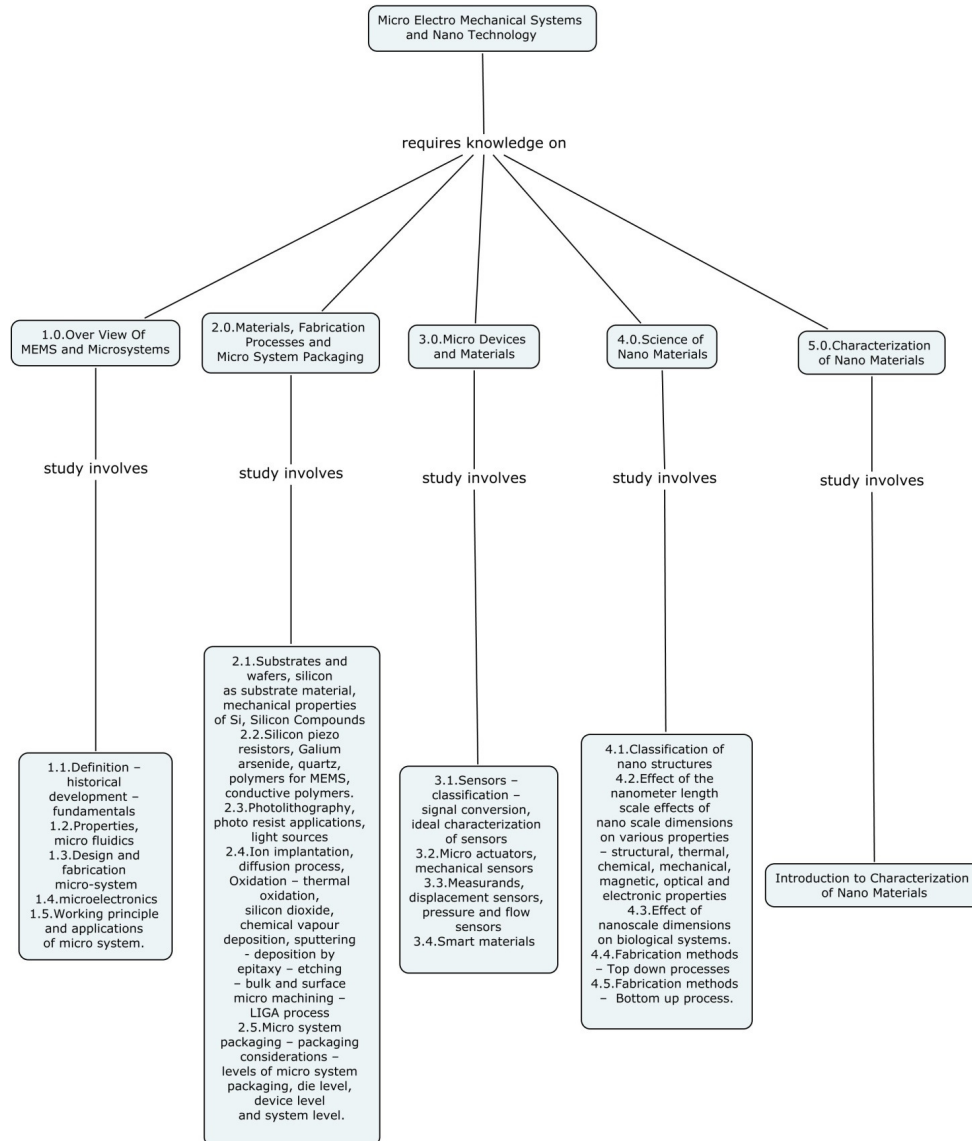 Micro Electro Mechanical Systems
and Nano Technology
requires knowledge on
1.0.Over View Of
MEMS and Microsystems
2.0.Materials, Fabrication
Processes and
Micro System Packaging
3.0.Micro Devices
and Materials
4.0.Science of
Nano Materials
5.0.Characterization
of Nano Materials
study involves
study involves
study involves
study involves
study involves
1.1.Definition –
historical
development –
fundamentals
1.2.Properties,
micro fluidics
1.3.Design and
fabrication
micro-system
1.4.microelectronics
1.5.Working principle
and applications
of micro system.
2.1.Substrates and
wafers, silicon
as substrate material,
mechanical properties
of Si, Silicon Compounds
2.2.Silicon piezo
resistors, Galium
arsenide, quartz,
polymers for MEMS,
conductive polymers.
2.3.Photolithography,
photo resist applications,
light sources
2.4.Ion implantation,
diffusion process,
Oxidation – thermal
oxidation,
silicon dioxide,
chemical vapour
deposition, sputtering
- deposition by
epitaxy – etching
– bulk and surface
micro machining –
LIGA process
2.5.Micro system
packaging – packaging
considerations –
levels of micro system
packaging, die level,
device level
and system level.
3.1.Sensors –
classification –
signal conversion,
ideal characterization
of sensors
3.2.Micro actuators,
mechanical sensors
3.3.Measurands,
displacement sensors,
pressure and flow
sensors
3.4.Smart materials
4.1.Classification of
nano structures
4.2.Effect of the
nanometer length
scale effects of
nano scale dimensions
on various properties
– structural, thermal,
chemical, mechanical,
magnetic, optical and
electronic properties
4.3.Effect of
nanoscale dimensions
on biological systems.
4.4.Fabrication methods
– Top down processes
4.5.Fabrication methods
– Bottom up process.
Introduction to Characterization
of Nano Materials